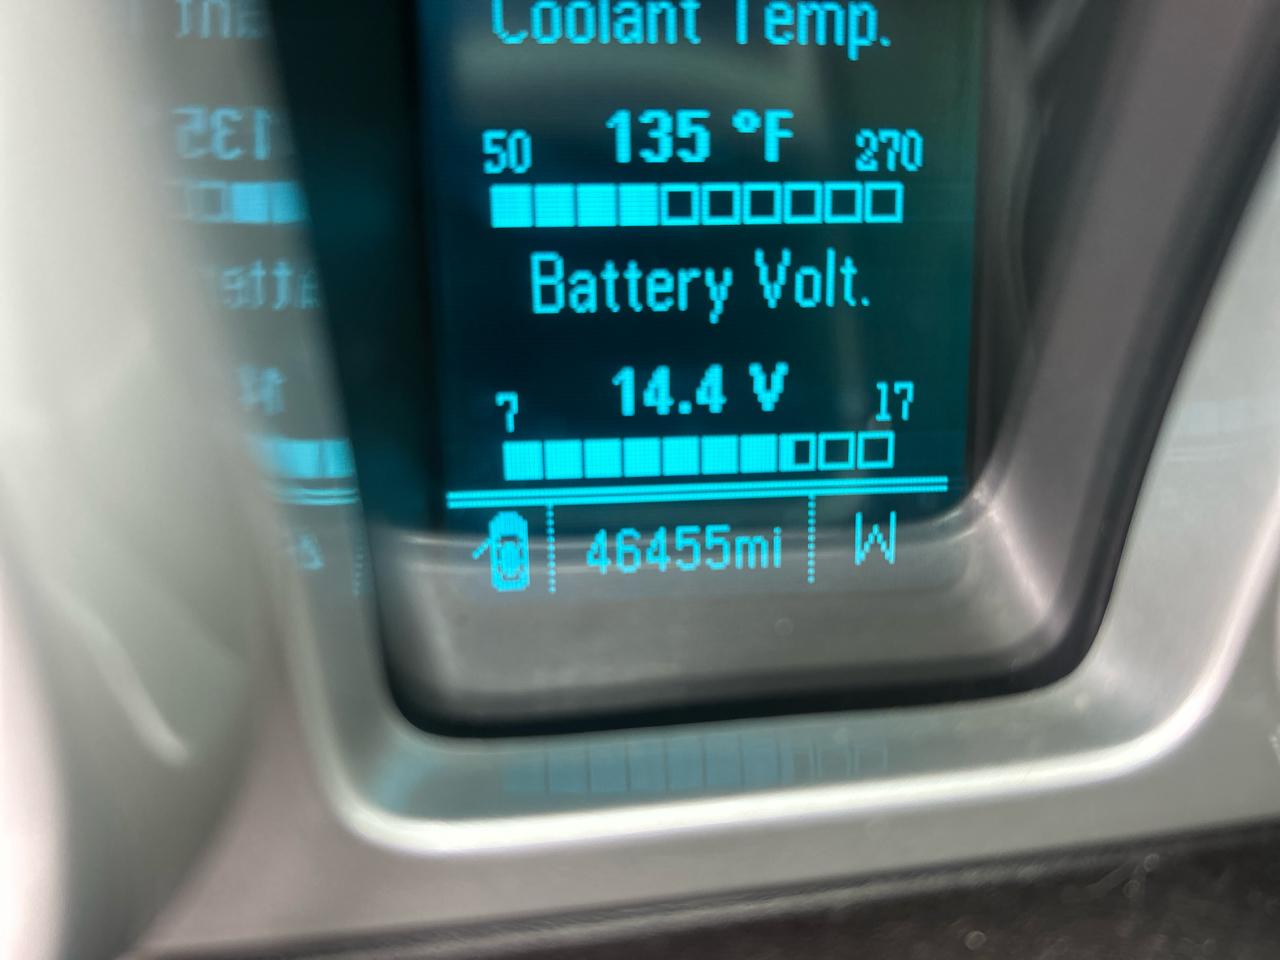 Coolant Temp.
50 135 °F 270
Battery Volt.
7 14.4 V 17
46455mi W